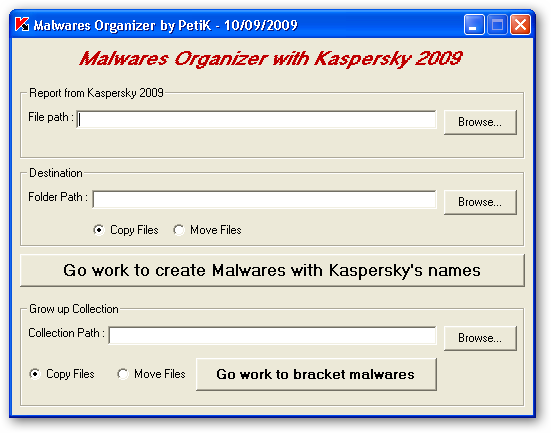 Malwares Organizer by PetiK - 10/09/2009
Malwares Organizer with Kaspersky 2009
Report from Kaspersky 2009
File path :
Browse...
Destination
Folder Path :
Browse...
Copy Files Move Files
Go work to create Malwares with Kaspersky's names
Grow up Collection
Collection Path :
Browse...
Copy Files Move Files
Go work to bracket malwares